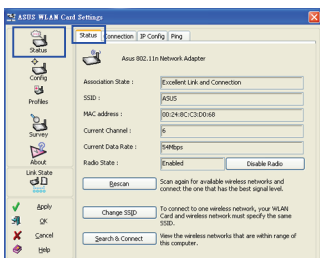 ASUS WLAN Card Settings
Status
Config
Profiles
Survey
About
Link State
Apply
OK
Cancel
Help
Status Connection IP Config Ping
Asus 802.11n Network Adapter
Association State : Excellent Link and Connection
SSID : ASUS
MAC address : 00:24:8C:C3:D0:68
Current Channel : 6
Current Data Rate : 54Mbps
Radio State : Enabled Disable Radio
Rescan Scan again for available wireless networks and
connect the one that has the best signal level.
Change SSID To connect to one wireless network, your WLAN
Card and wireless network must specify the same
SSID.
Search & Connect View the wireless networks that are within range of
this computer.